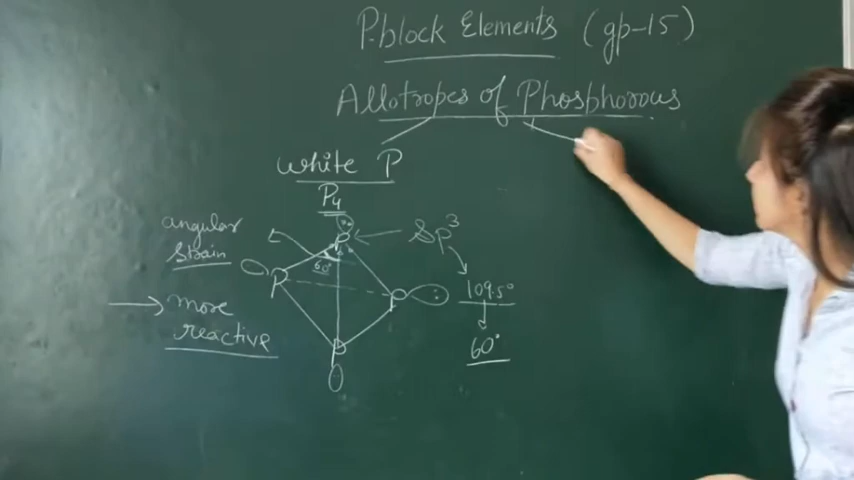 P-block Elements (gp-15)
Allotropes of Phosphorous
White P
P4
angular
strain
→ more
reactive
60°
P
P
P
P
sp³
109.5°
60°